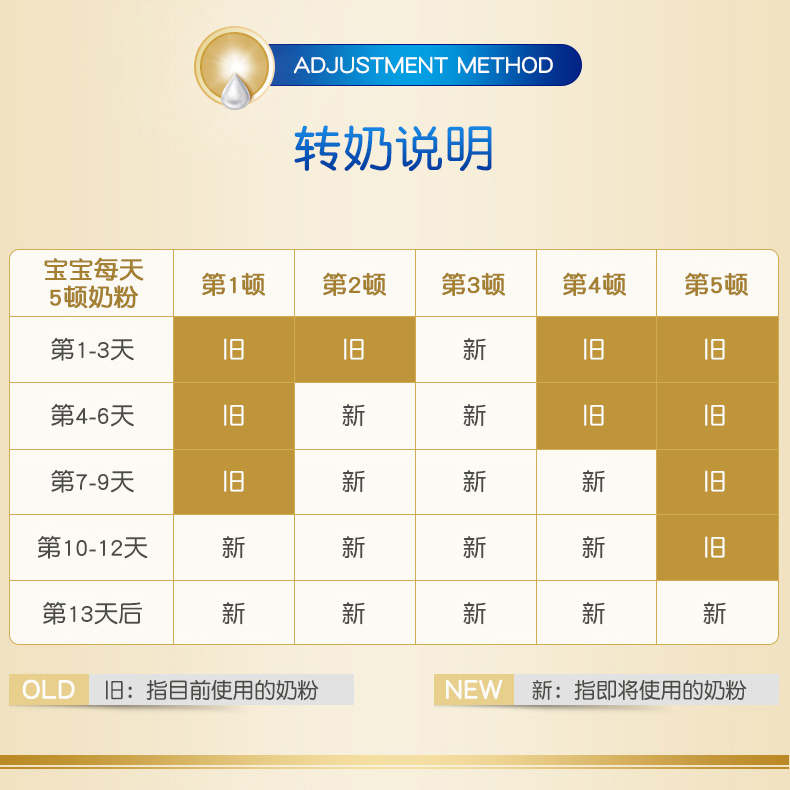 ADJUSTMENT METHOD
转奶说明
宝宝每天
5顿奶粉
第1顿 第2顿 第3顿 第4顿 第5顿
第1-3天 旧 旧 新 旧 旧
第4-6天 旧 新 新 旧 旧
第7-9天 旧 新 新 新 旧
第10-12天 新 新 新 新 旧
第13天后 新 新 新 新 新
OLD 旧：指目前使用的奶粉
NEW 新：指即将使用的奶粉